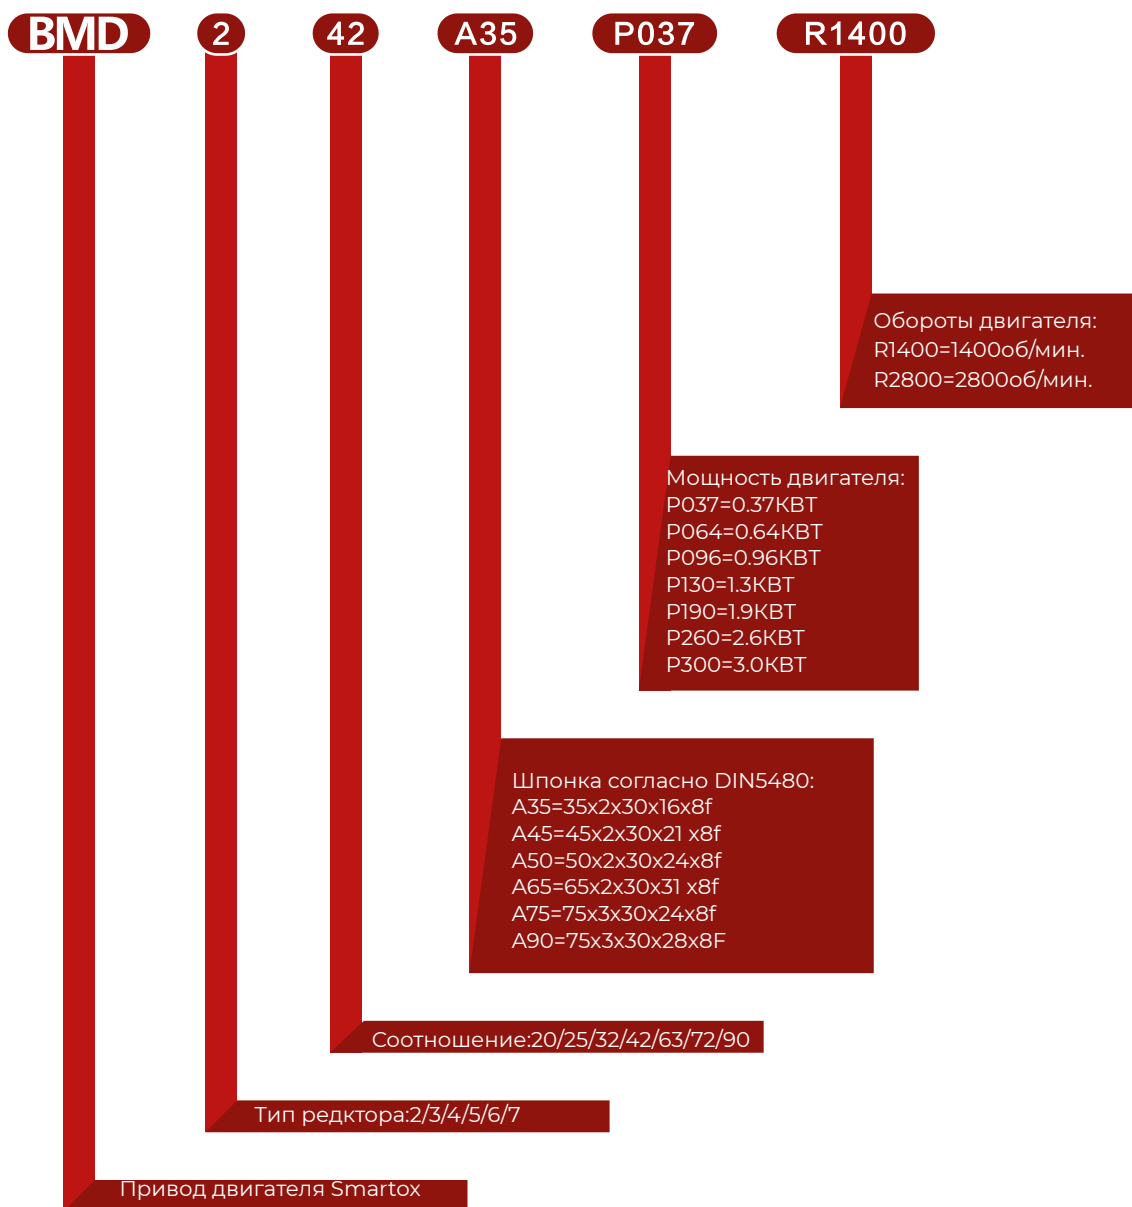 BMD 2 42 A35 P037 R1400
Обороты двигателя:
R1400=1400об/мин.
R2800=2800об/мин.
Мощность двигателя:
P037=0.37КВТ
P064=0.64КВТ
P096=0.96КВТ
P130=1.3КВТ
P190=1.9КВТ
P260=2.6КВТ
P300=3.0КВТ
Шпонка согласно DIN5480:
A35=35x2x30x16x8f
A45=45x2x30x21 x8f
A50=50x2x30x24x8f
A65=65x2x30x31 x8f
A75=75x3x30x24x8f
A90=75x3x30x28x8F
Соотношение:20/25/32/42/63/72/90
Тип редктора:2/3/4/5/6/7
Привод двигателя Smartox